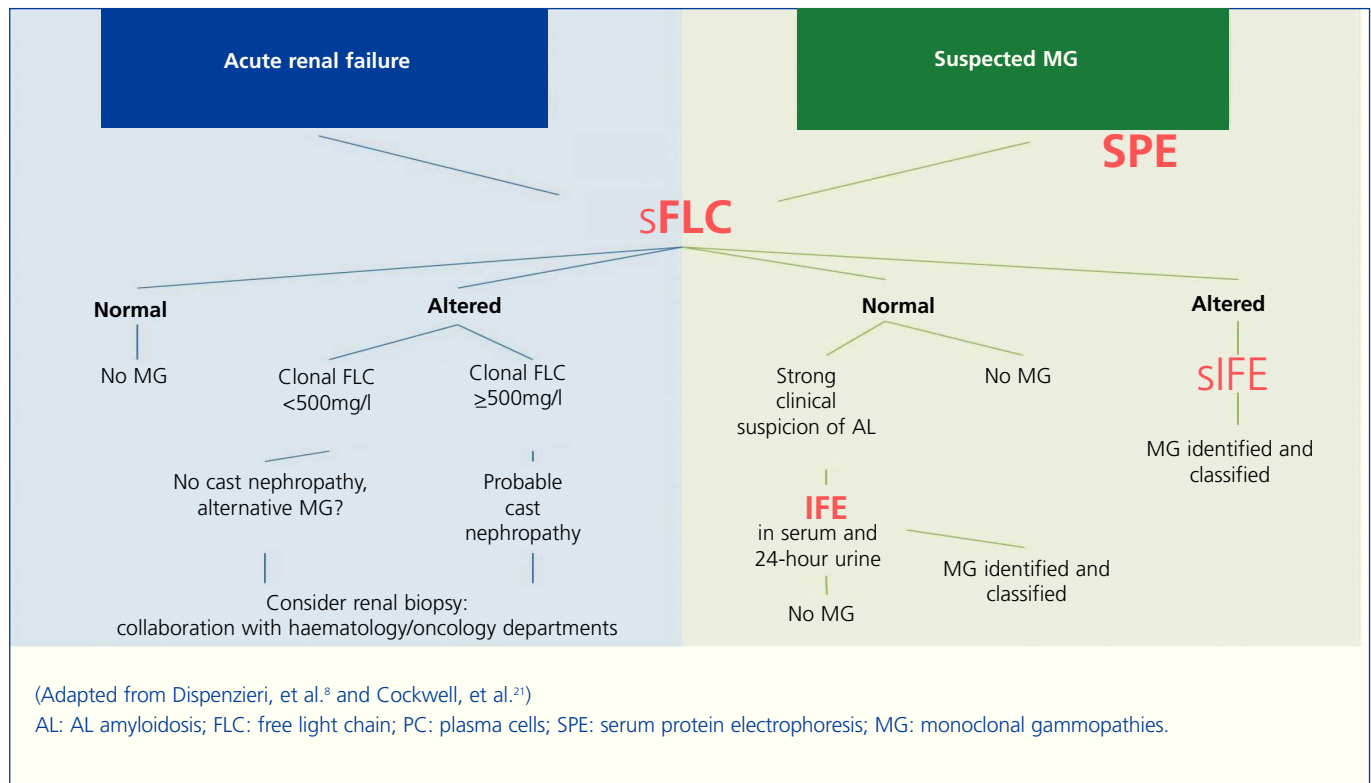 Acute renal failure
Suspected MG
SPE
sFLC
Normal
Altered
Normal
Altered
No MG
Clonal FLC
<500mg/l
Clonal FLC
≥500mg/l
Strong
clinical
suspicion of AL
No MG
sIFE
No cast nephropathy,
alternative MG?
Probable
cast
nephropathy
MG identified and
classified
IFE
in serum and
24-hour urine
MG identified and
classified
No MG
Consider renal biopsy:
collaboration with haematology/oncology departments
(Adapted from Dispenzieri, et al.⁸ and Cockwell, et al.²¹)
AL: AL amyloidosis; FLC: free light chain; PC: plasma cells; SPE: serum protein electrophoresis; MG: monoclonal gammopathies.